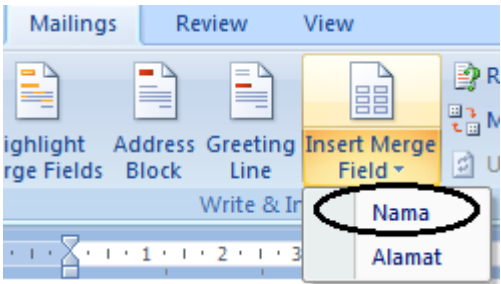 Mailings Review View
ighlight Address Greeting Insert Merge R
rge Fields Block Line Field M
U
Write & In Nama
1 2 3 Alamat